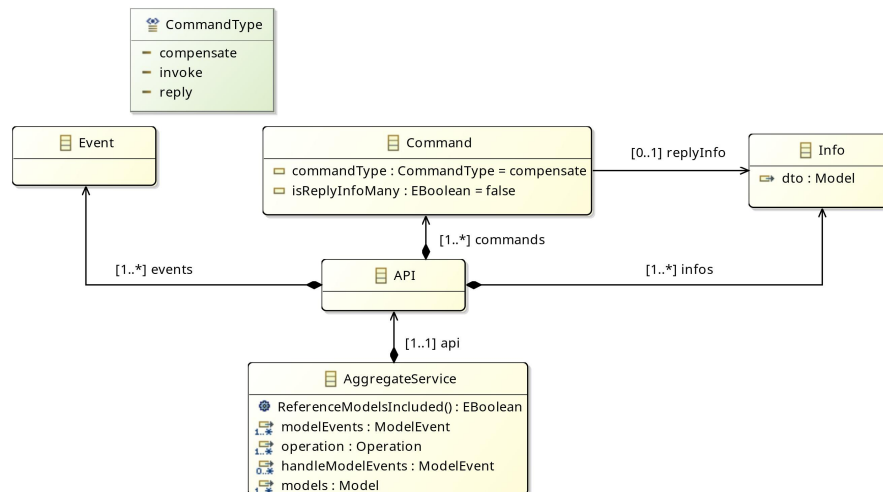 CommandType
compensate
invoke
reply
Event
Command
commandType : CommandType = compensate
isReplyInfoMany : EBoolean = false
[0..1] replyInfo
Info
dto : Model
[1..*] commands
[1..*] events
API
[1..*] infos
[1..1] api
AggregateService
ReferenceModelsIncluded() : EBoolean
1..* modelEvents : ModelEvent
1..* operation : Operation
0..* handleModelEvents : ModelEvent
models : Model